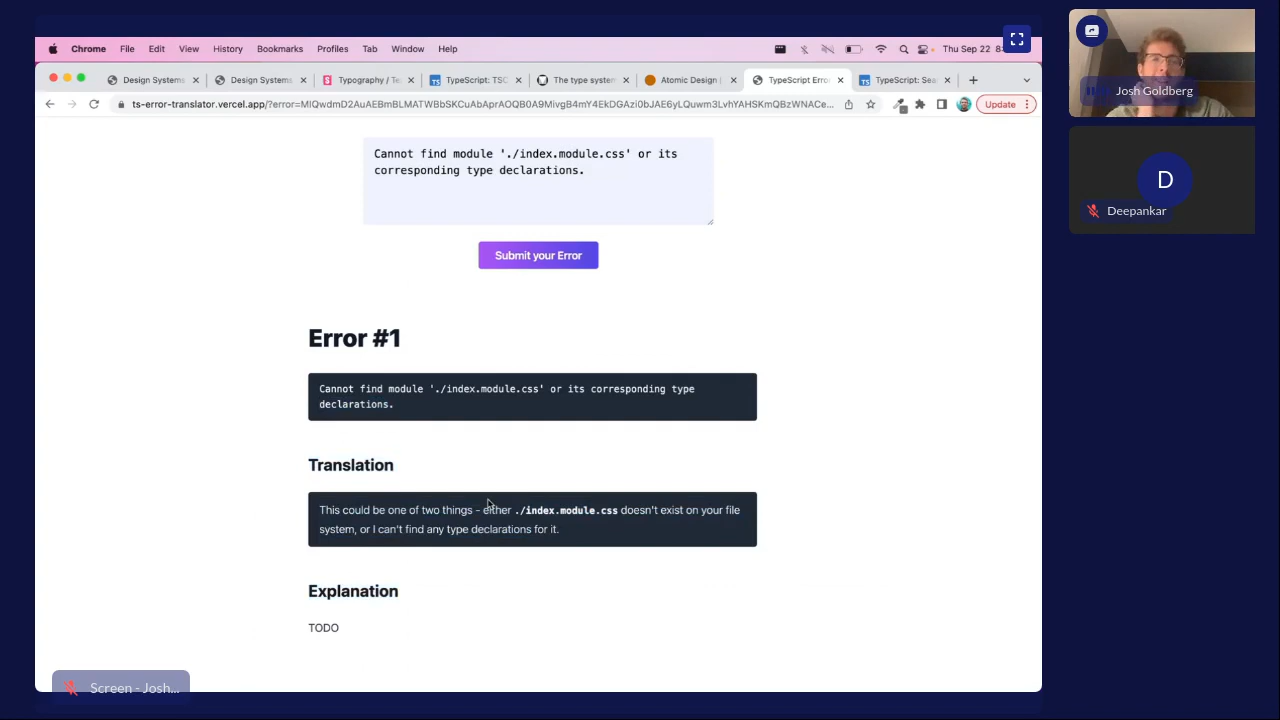 Chrome File Edit View History Bookmarks Profiles Tab Window Help
Thu Sep 22
Design Systems
Design Systems
Typography / Te
TypeScript: TSC
The type system
Atomic Design |
TypeScript Erro
TypeScript: Sea
ts-error-translator.vercel.app/?error=
Update
Cannot find module './index.module.css' or its
corresponding type declarations.
Submit your Error
Error #1
Cannot find module './index.module.css' or its corresponding type
declarations.
Translation
This could be one of two things - either ./index.module.css doesn't exist on your file
system, or I can't find any type declarations for it.
Explanation
TODO
Screen - Josh...
Josh Goldberg
D
Deepankar